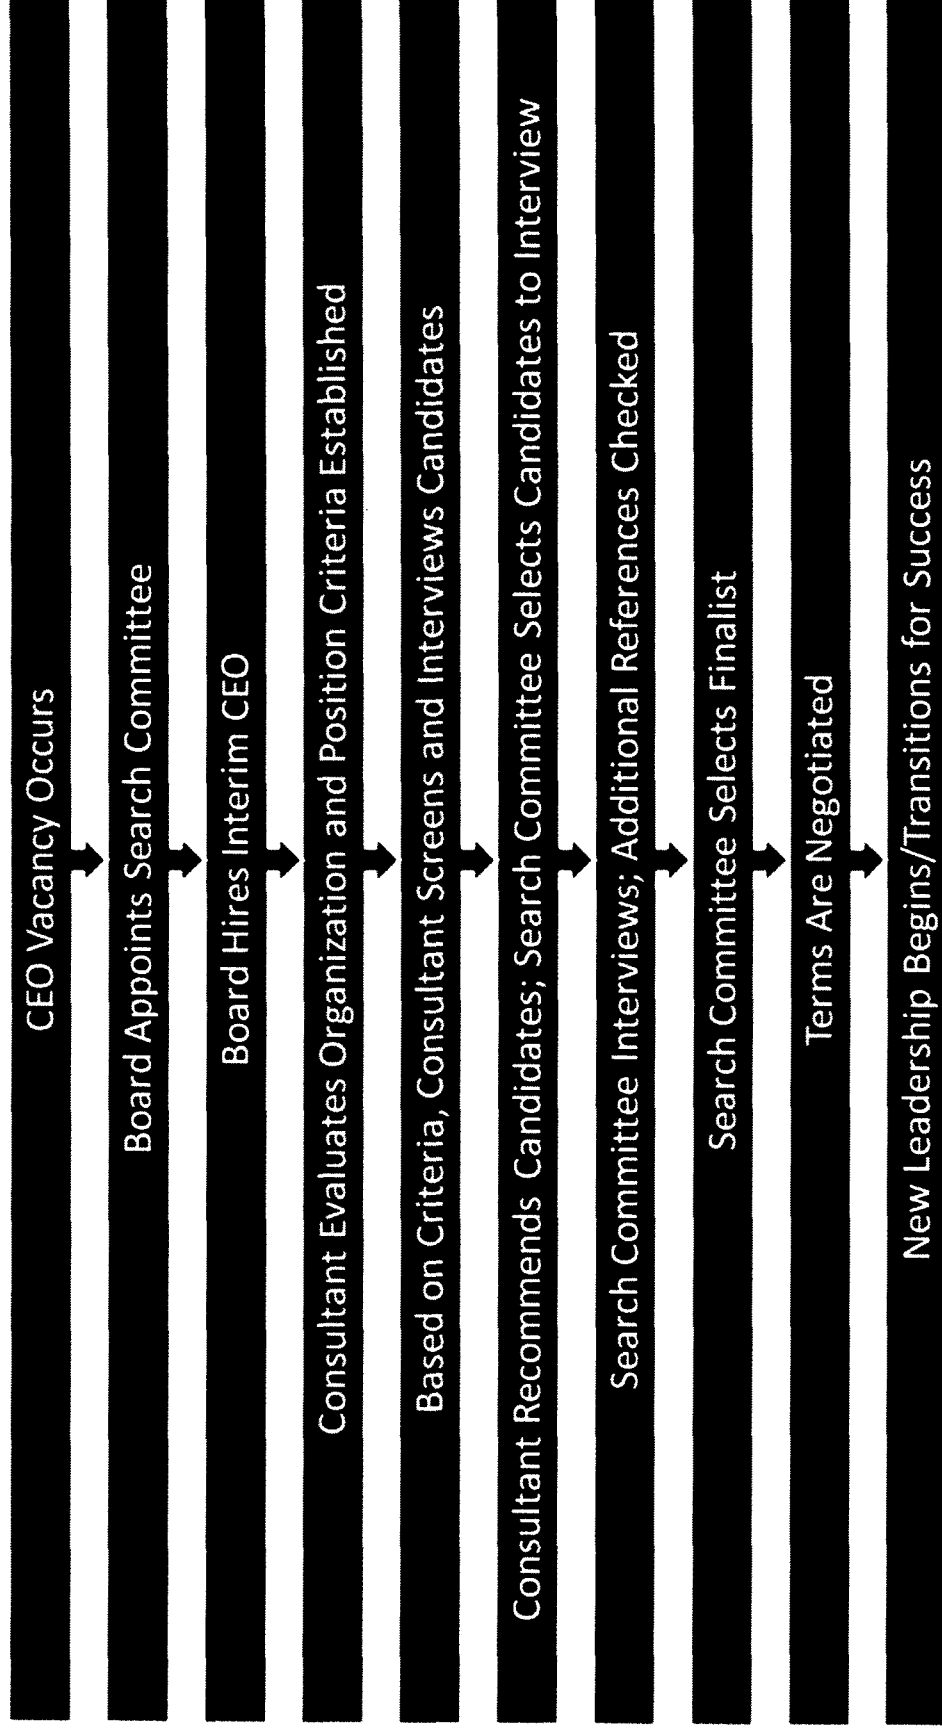 CEO Vacancy Occurs
Board Appoints Search Committee
Board Hires Interim CEO
Consultant Evaluates Organization and Position Criteria Established
Based on Criteria, Consultant Screens and Interviews Candidates
Consultant Recommends Candidates; Search Committee Selects Candidates to Interview
Search Committee Interviews; Additional References Checked
Search Committee Selects Finalist
Terms Are Negotiated
New Leadership Begins/Transitions for Success